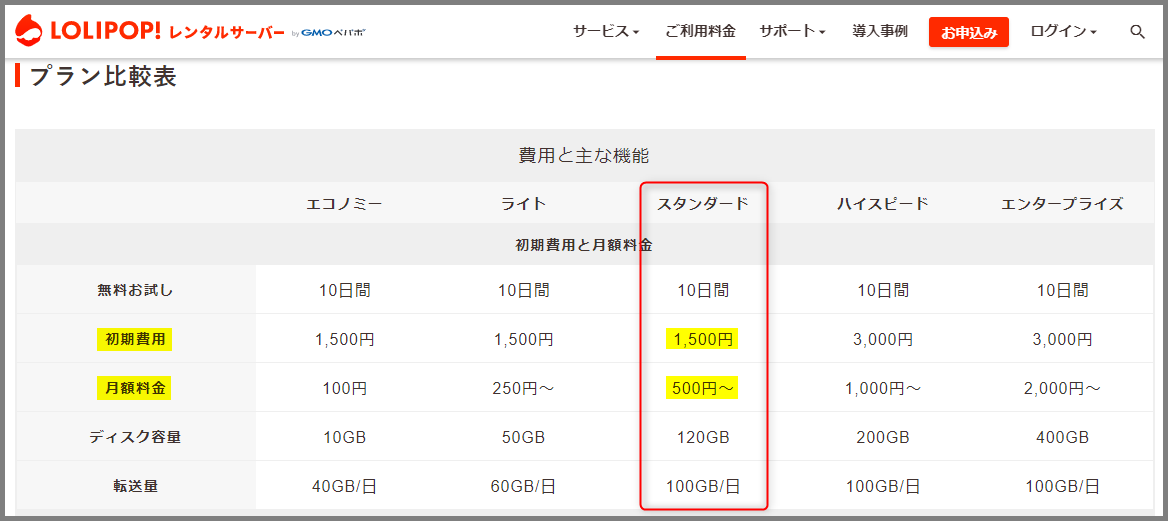 LOLIPOP! レンタルサーバー by GMOペパボ サービス ご利用料金 サポート 導入事例 お申込み ログイン
プラン比較表
費用と主な機能
エコノミー ライト スタンダード ハイスピード エンタープライズ
初期費用と月額料金
無料お試し 10日間 10日間 10日間 10日間 10日間
初期費用 1,500円 1,500円 1,500円 3,000円 3,000円
月額料金 100円 250円～ 500円～ 1,000円～ 2,000円～
ディスク容量 10GB 50GB 120GB 200GB 400GB
転送量 40GB/日 60GB/日 100GB/日 100GB/日 100GB/日